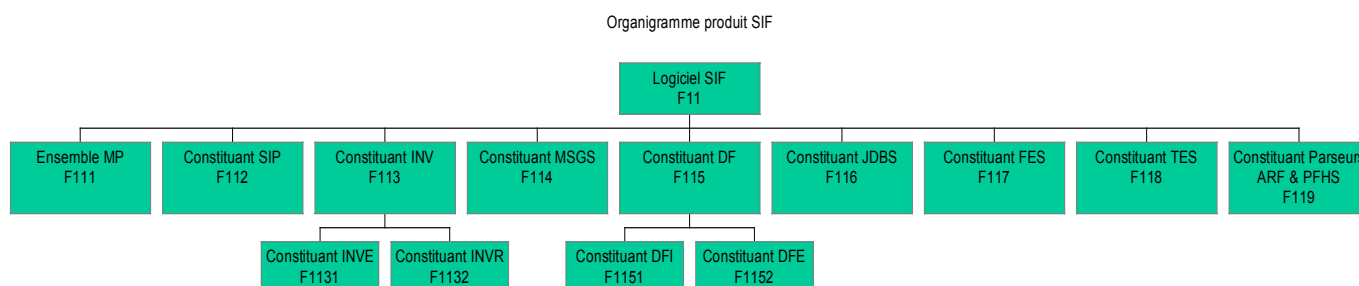 Organigramme produit SIF
Logiciel SIF
F11
Ensemble MP
F111
Constituant SIP
F112
Constituant INV
F113
Constituant MSGS
F114
Constituant DF
F115
Constituant JDBS
F116
Constituant FES
F117
Constituant TES
F118
Constituant Parseurs
ARF & PFHS
F119
Constituant INVE
F1131
Constituant INVR
F1132
Constituant DFI
F1151
Constituant DFE
F1152